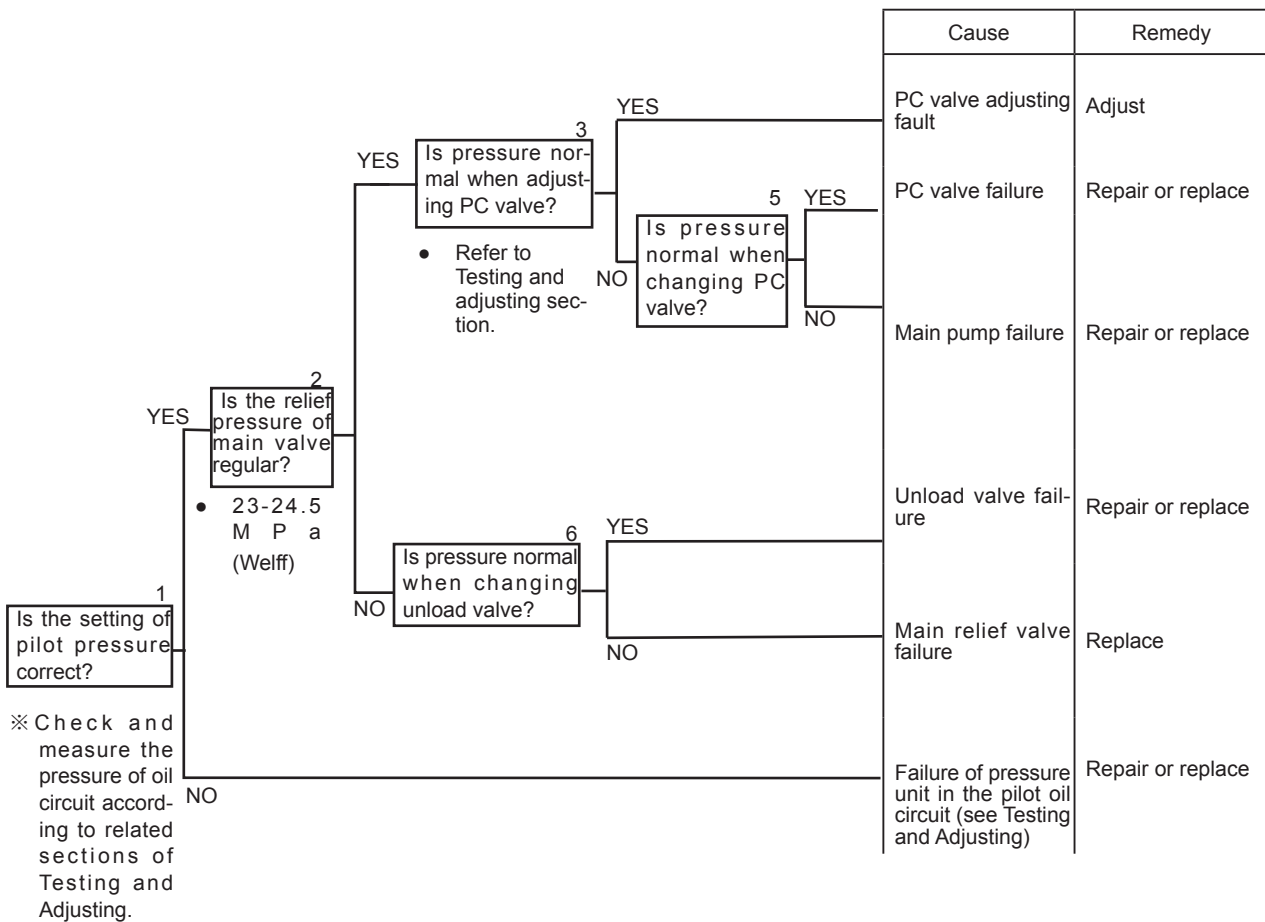 Cause
Remedy
YES
PC valve adjusting
fault
Adjust
3
YES
Is pressure nor-
mal when adjust-
ing PC valve?
● Refer to
Testing and
adjusting sec-
tion.
NO
5
YES
Is pressure
normal when
changing PC
valve?
NO
PC valve failure
Repair or replace
Main pump failure
Repair or replace
2
YES
Is the relief
pressure of
main valve
regular?
● 23-24.5
M P a
(Welff)
NO
6
YES
Is pressure normal
when changing
unload valve?
NO
Unload valve fail-
ure
Repair or replace
Main relief valve
failure
Replace
1
Is the setting of
pilot pressure
correct?
※ Check and
measure the
pressure of oil
circuit accord-
ing to related
sections of
Testing and
Adjusting.
NO
Failure of pressure
unit in the pilot oil
circuit (see Testing
and Adjusting)
Repair or replace